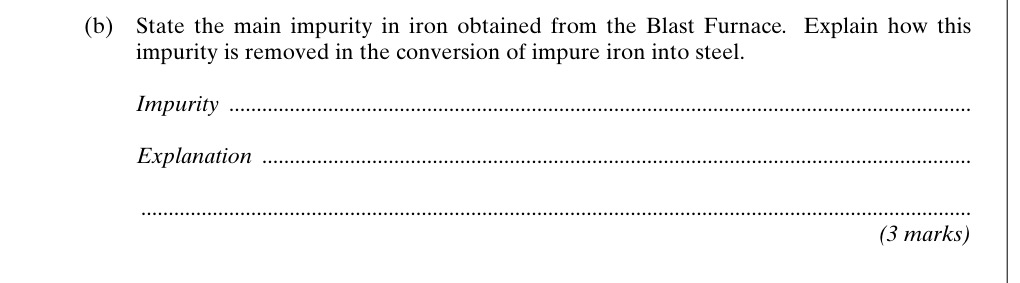 (b) State the main impurity in iron obtained from the Blast Furnace. Explain how this
impurity is removed in the conversion of impure iron into steel.
Impurity ..........................................................................................................................................
Explanation ....................................................................................................................................
..........................................................................................................................................................
(3 marks)